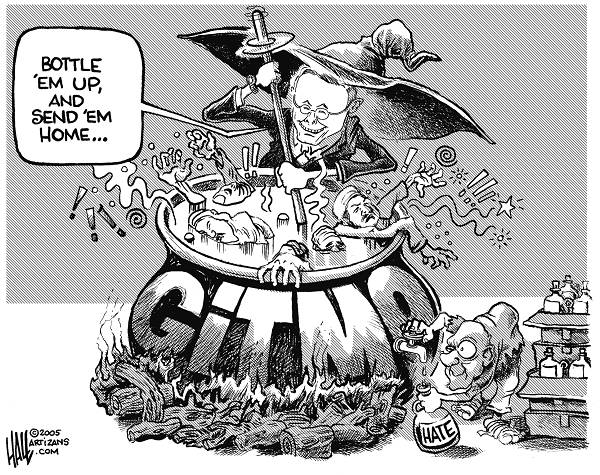 BOTTLE
'EM UP,
AND
SEND 'EM
HOME...
GITMO
HATE
©2005
ARTIZANS
.COM
HALL